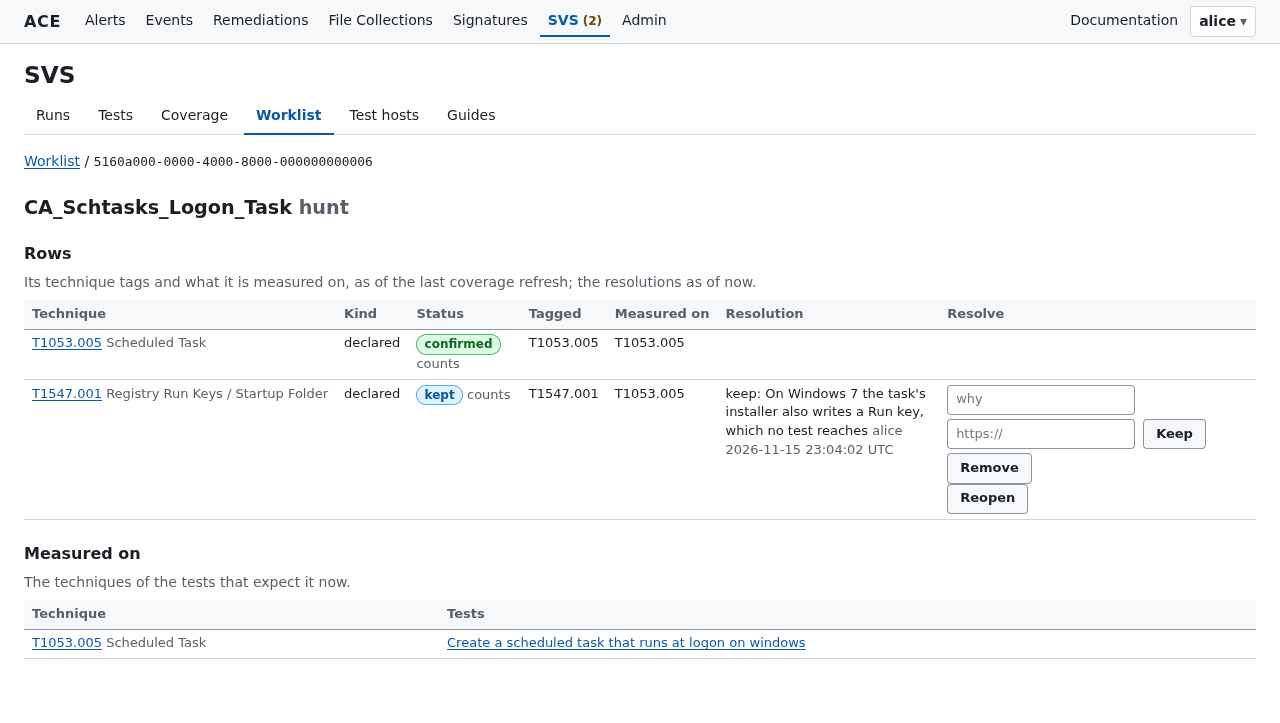 ACE Alerts Events Remediations File Collections Signatures SVS (2) Admin Documentation alice ▾
SVS
Runs Tests Coverage Worklist Test hosts Guides
Worklist / 5160a000-0000-4000-8000-000000000006
CA_Schtasks_Logon_Task hunt
Rows
Its technique tags and what it is measured on, as of the last coverage refresh; the resolutions as of now.
Technique Kind Status Tagged Measured on Resolution Resolve
T1053.005 Scheduled Task declared confirmed T1053.005 T1053.005
counts
T1547.001 Registry Run Keys / Startup Folder declared kept counts T1547.001 T1053.005 keep: On Windows 7 the task's why
installer also writes a Run key,
which no test reaches alice https:// Keep
2026-11-15 23:04:02 UTC
Remove
Reopen
Measured on
The techniques of the tests that expect it now.
Technique Tests
T1053.005 Scheduled Task Create a scheduled task that runs at logon on windows